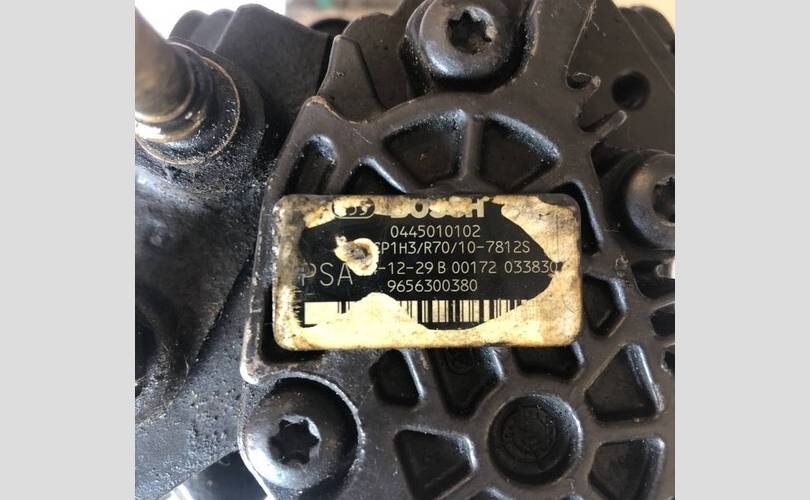 BOSCH
0445010102
CP1H3/R70/10-7812S
PSA -12-29 B 00172 033830
9656300380